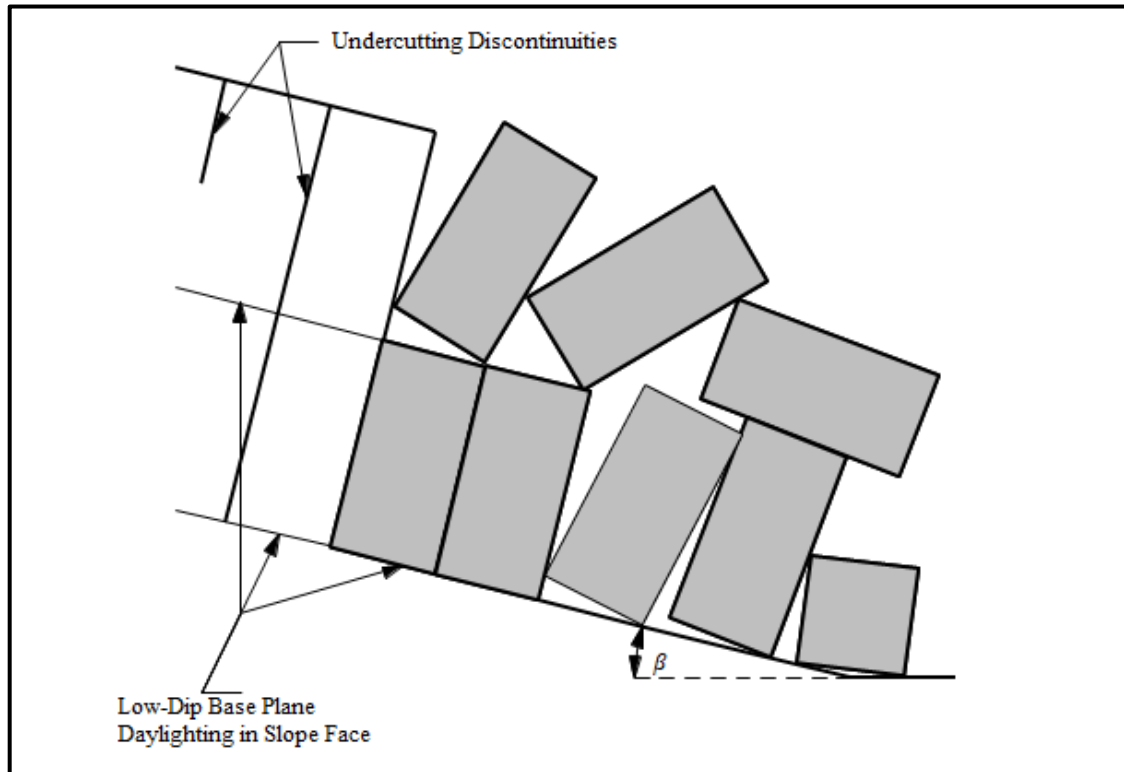 Undercutting Discontinuities
β
Low-Dip Base Plane
Daylighting in Slope Face